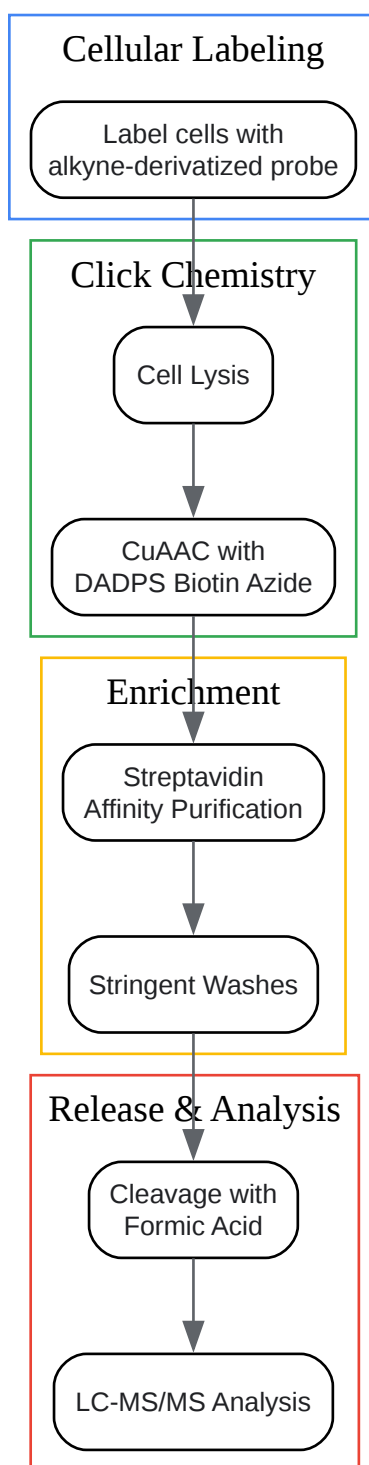 Cellular Labeling
Label cells with
alkyne-derivatized probe
Click Chemistry
Cell Lysis
CuAAC with
DADPS Biotin Azide
Enrichment
Streptavidin
Affinity Purification
Stringent Washes
Release & Analysis
Cleavage with
Formic Acid
LC-MS/MS Analysis